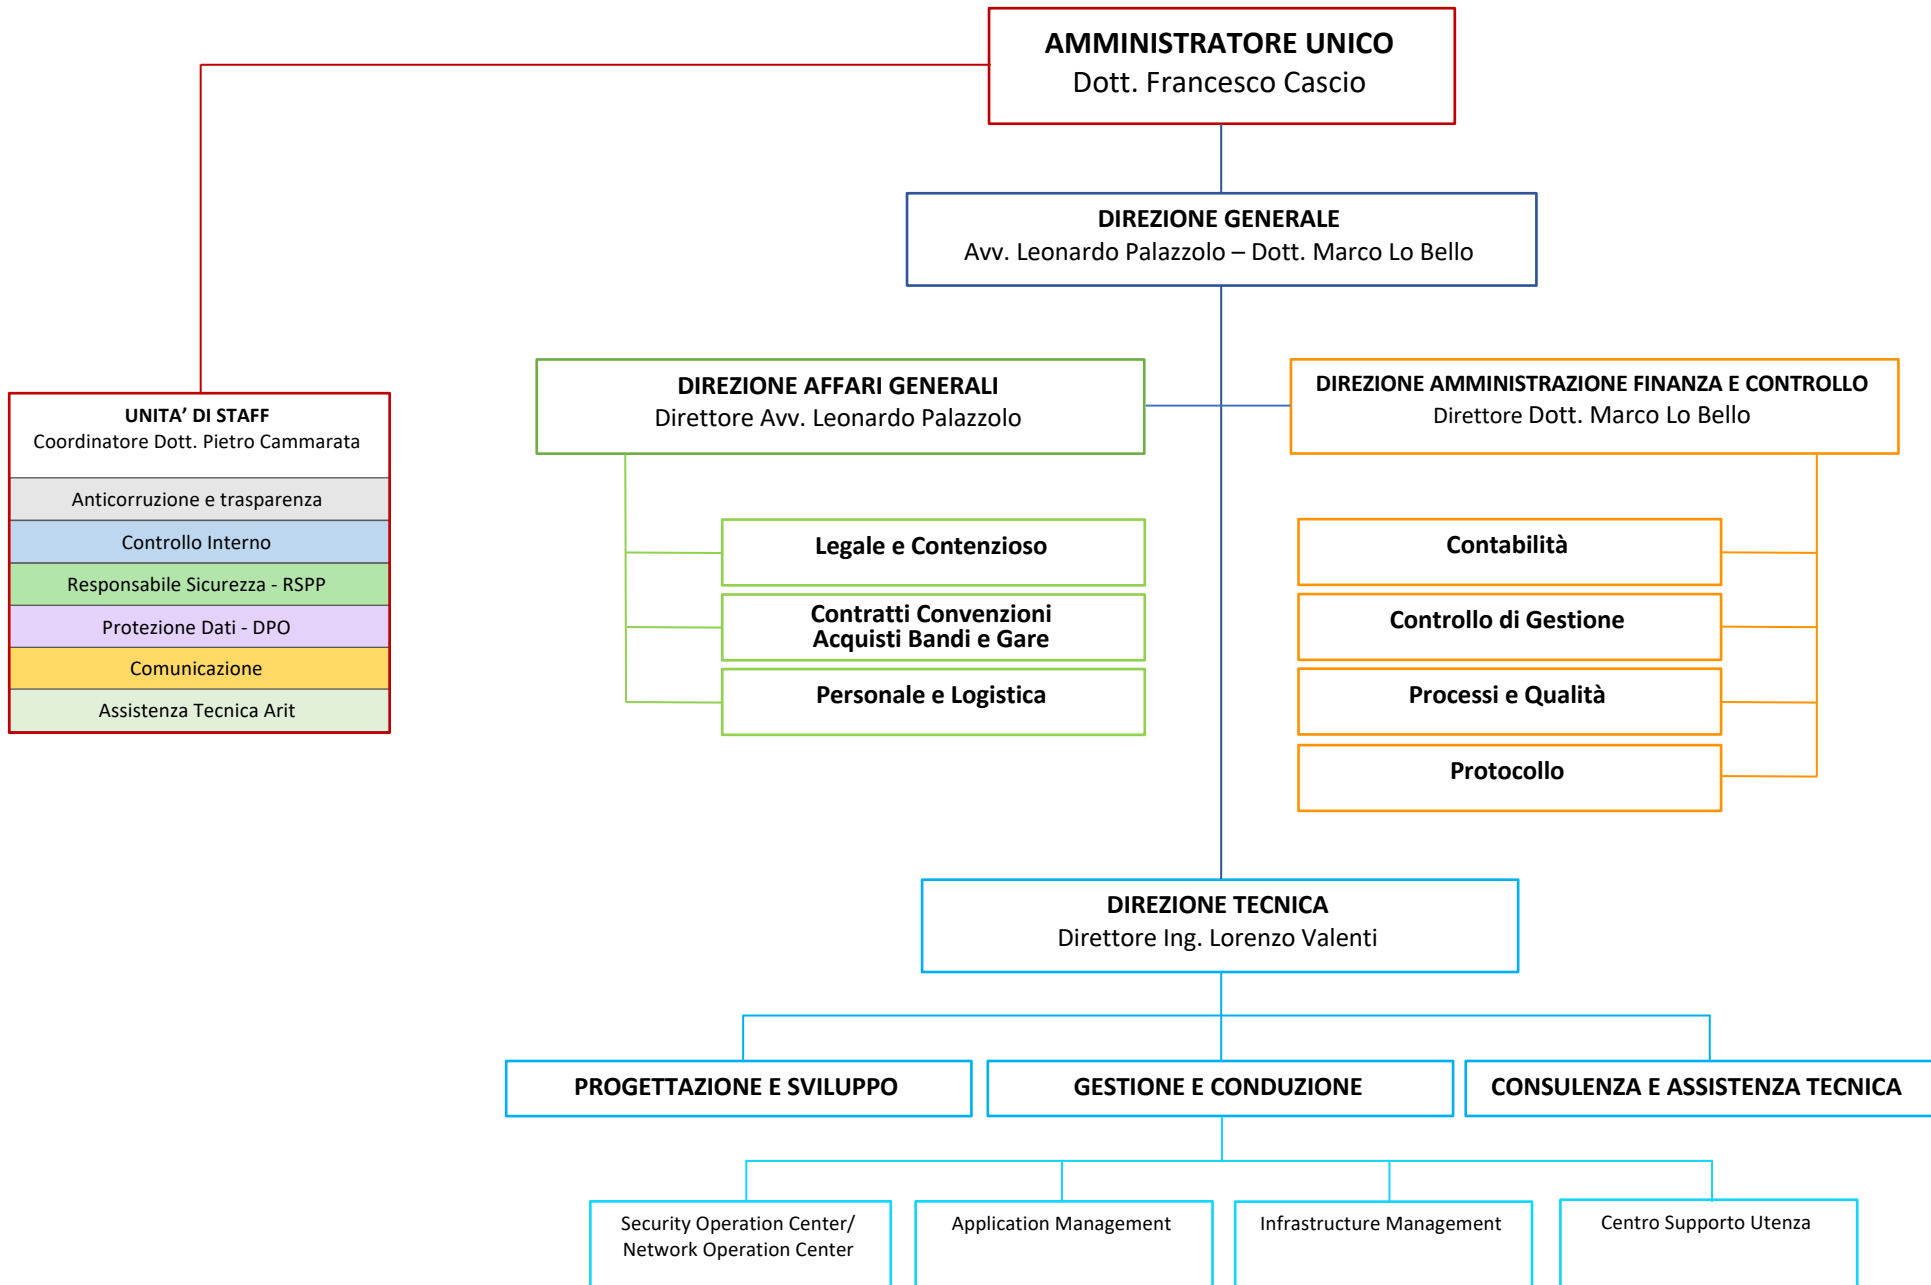 AMMINISTRATORE UNICO
Dott. Francesco Cascio
DIREZIONE GENERALE
Avv. Leonardo Palazzolo – Dott. Marco Lo Bello
DIREZIONE AFFARI GENERALI
Direttore Avv. Leonardo Palazzolo
DIREZIONE AMMINISTRAZIONE FINANZA E CONTROLLO
Direttore Dott. Marco Lo Bello
UNITA’ DI STAFF
Coordinatore Dott. Pietro Cammarata
Anticorruzione e trasparenza
Controllo Interno
Responsabile Sicurezza - RSPP
Protezione Dati - DPO
Comunicazione
Assistenza Tecnica Arit
Legale e Contenzioso
Contratti Convenzioni
Acquisti Bandi e Gare
Personale e Logistica
Contabilità
Controllo di Gestione
Processi e Qualità
Protocollo
DIREZIONE TECNICA
Direttore Ing. Lorenzo Valenti
PROGETTAZIONE E SVILUPPO
GESTIONE E CONDUZIONE
CONSULENZA E ASSISTENZA TECNICA
Security Operation Center/
Network Operation Center
Application Management
Infrastructure Management
Centro Supporto Utenza